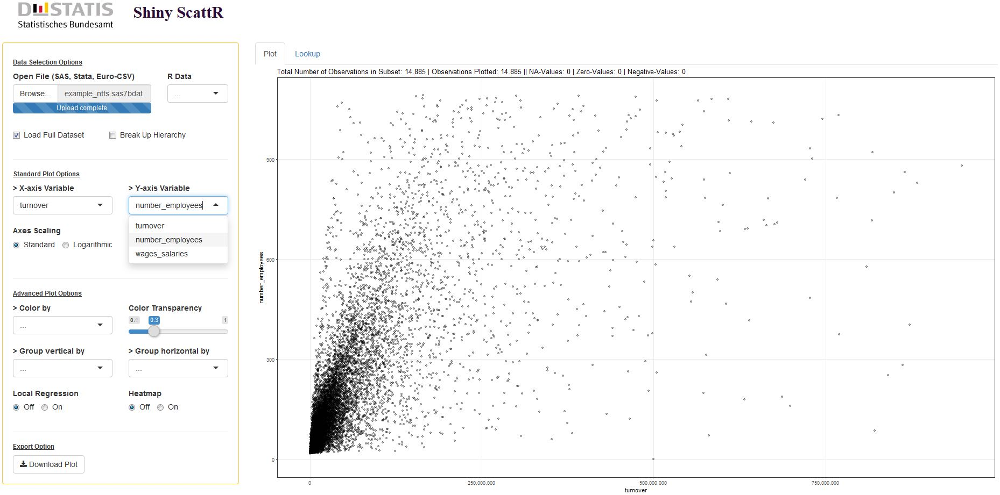 DESTATIS
Statistisches Bundesamt
Shiny ScattR
Data Selection Options
Open File (SAS, Stata, Euro-CSV)
R Data
Browse... example_ntts.sas7bdat
...
Upload complete
Load Full Dataset
Break Up Hierarchy
Standard Plot Options
> X-axis Variable
> Y-axis Variable
turnover
number_employees
turnover
number_employees
wages_salaries
Axes Scaling
Standard Logarithmic
Advanced Plot Options
> Color by
Color Transparency
...
0.1 0.3 1
> Group vertical by
> Group horizontal by
...
...
Local Regression
Heatmap
Off On
Off On
Export Option
Download Plot
Plot Lookup
Total Number of Observations in Subset: 14.885 | Observations Plotted: 14.885 || NA-Values: 0 | Zero-Values: 0 | Negative-Values: 0
number_employees
900
600
300
0
0 250,000,000 500,000,000 750,000,000
turnover